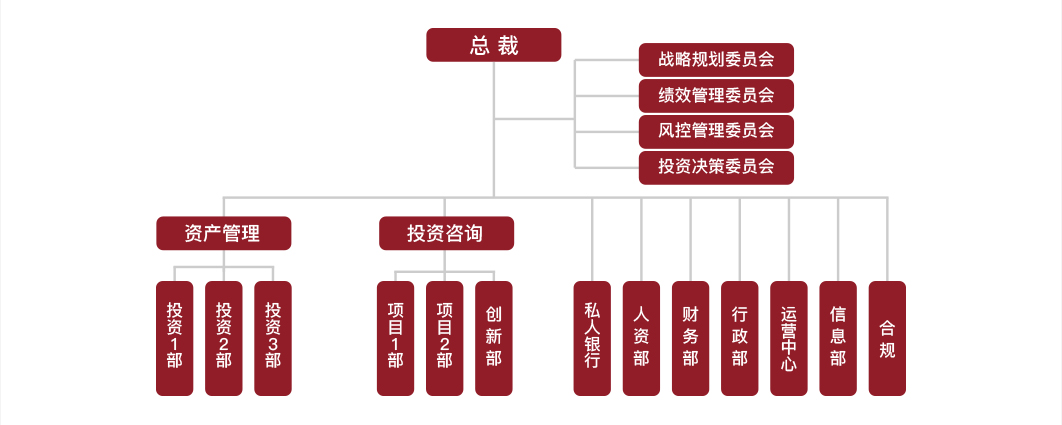 总裁
战略规划委员会
绩效管理委员会
风控管理委员会
投资决策委员会
资产管理
投资咨询
投资1部
投资2部
投资3部
项目1部
项目2部
创新部
私人银行
人资部
财务部
行政部
运营中心
信息部
合规